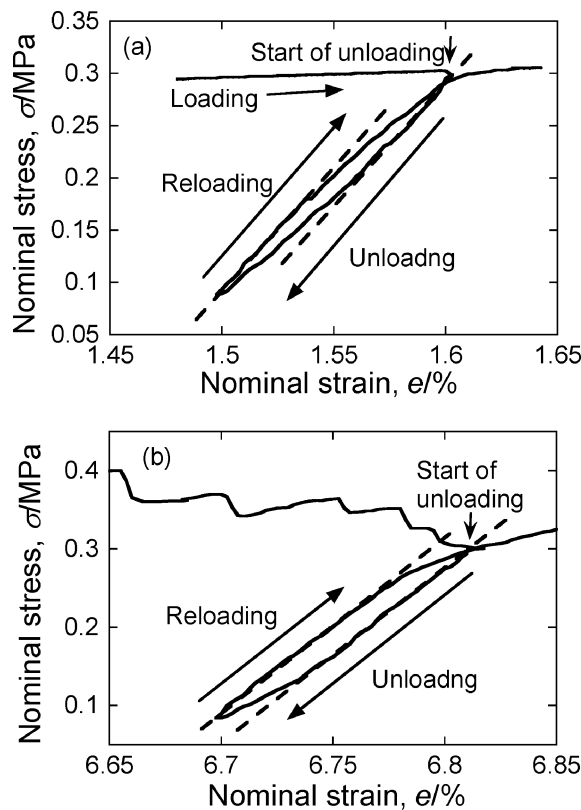 (a)
Start of unloading
Loading
Reloading
Unloadng
Nominal stress, σ/MPa
0.3
0.25
0.2
0.15
0.1
0.05
1.45 1.5 1.55 1.6 1.65
Nominal strain, e/%
(b)
Start of
unloading
Reloading
Unloadng
Nominal stress, σ/MPa
0.4
0.3
0.2
0.1
6.65 6.7 6.75 6.8 6.85
Nominal strain, e/%